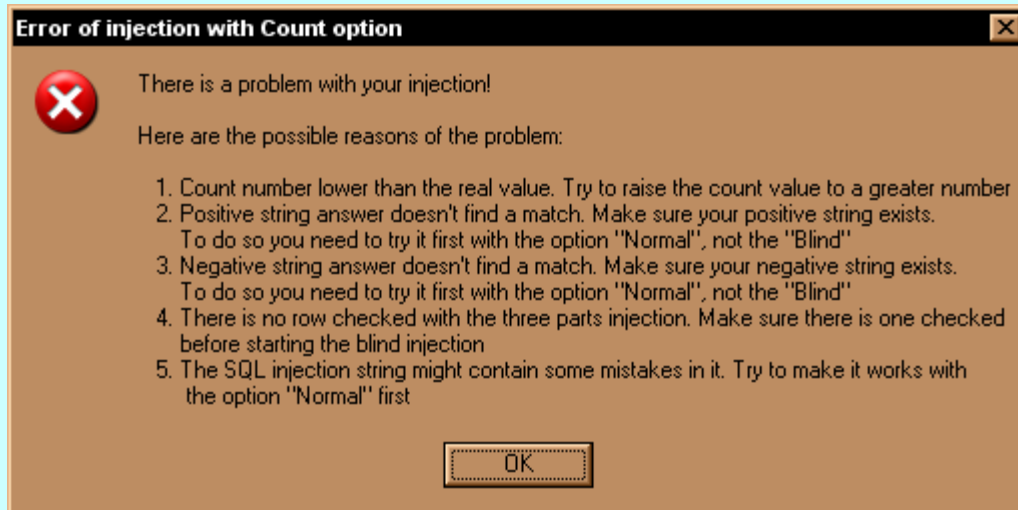 Error of injection with Count option
There is a problem with your injection!
Here are the possible reasons of the problem:
1. Count number lower than the real value. Try to raise the count value to a greater number
2. Positive string answer doesn't find a match. Make sure your positive string exists.
To do so you need to try it first with the option "Normal", not the "Blind"
3. Negative string answer doesn't find a match. Make sure your negative string exists.
To do so you need to try it first with the option "Normal", not the "Blind"
4. There is no row checked with the three parts injection. Make sure there is one checked
before starting the blind injection
5. The SQL injection string might contain some mistakes in it. Try to make it works with
the option "Normal" first
OK